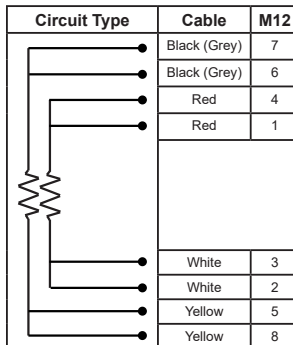 Circuit Type Cable M12
Black (Grey) 7
Black (Grey) 6
Red 4
Red 1
White 3
White 2
Yellow 5
Yellow 8